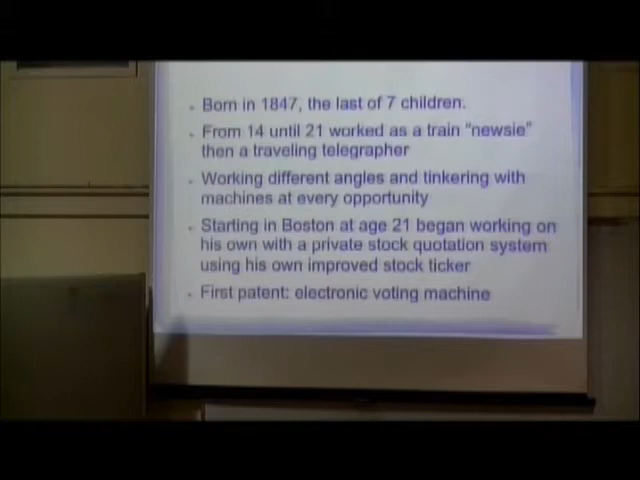 Born in 1847, the last of 7 children.
From 14 until 21 worked as a train "newsie"
then a traveling telegrapher
Working different angles and tinkering with
machines at every opportunity
Starting in Boston at age 21 began working on
his own with a private stock quotation system
using his own improved stock ticker
First patent: electronic voting machine